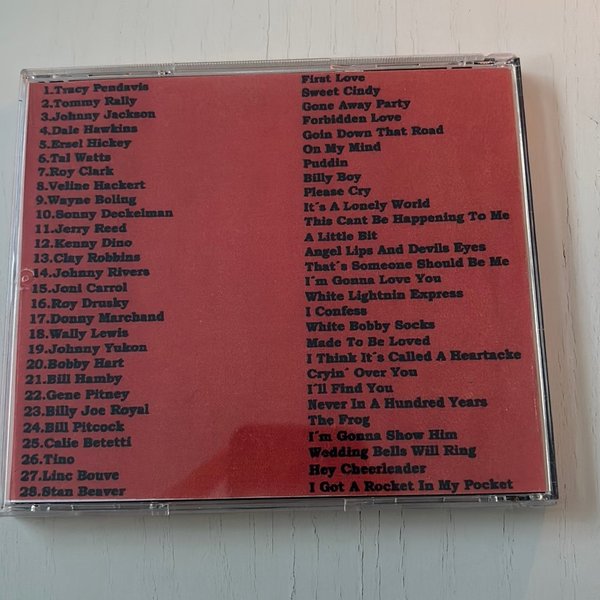 1.Tracy Pendavis First Love
2.Tommy Rally Sweet Cindy
3.Johnny Jackson Gone Away Party
4.Dale Hawkins Forbidden Love
5.Ersel Hickey Goin Down That Road
6.Tal Watts On My Mind
7.Roy Clark Puddin
8.Veline Hackert Billy Boy
9.Wayne Boling Please Cry
10.Sonny Deckelman It´s A Lonely World
11.Jerry Reed This Cant Be Happening To Me
12.Kenny Dino A Little Bit
13.Clay Robbins Angel Lips And Devils Eyes
14.Johnny Rivers That´s Someone Should Be Me
15.Joni Carrol I´m Gonna Love You
16.Roy Drusky White Lightnin Express
17.Donny Marchand I Confess
18.Wally Lewis White Bobby Socks
19.Johnny Yukon Made To Be Loved
20.Bobby Hart I Think It´s Called A Heartacke
21.Bill Hamby Cryin´ Over You
22.Gene Pitney I´ll Find You
23.Billy Joe Royal Never In A Hundred Years
24.Bill Pitcock The Frog
25.Calie Betetti I´m Gonna Show Him
26.Tino Wedding Bells Will Ring
27.Linc Bouve Hey Cheerleader
28.Stan Beaver I Got A Rocket In My Pocket